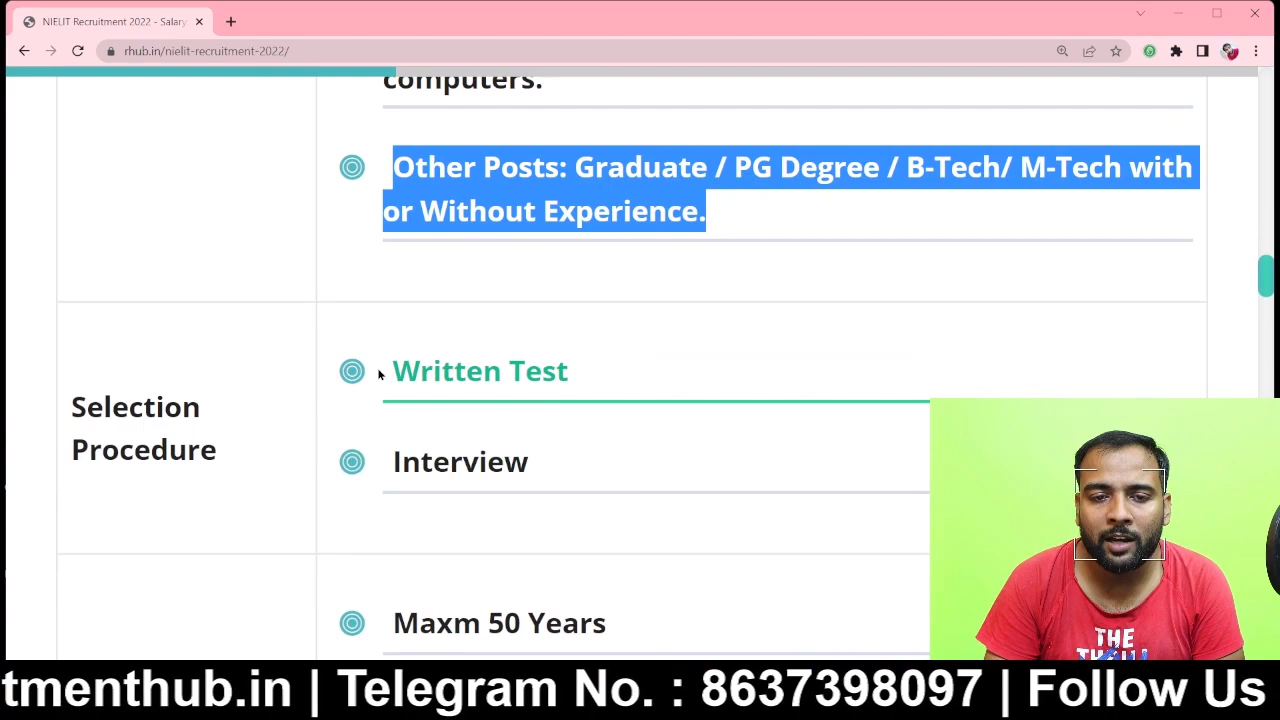 NIELIT Recruitment 2022 - Salary
rhub.in/nielit-recruitment-2022/
computers.
Other Posts: Graduate / PG Degree / B-Tech/ M-Tech with
or Without Experience.
Written Test
Selection
Procedure
Interview
Maxm 50 Years
THE
tmenthub.in | Telegram No. : 8637398097 | Follow Us